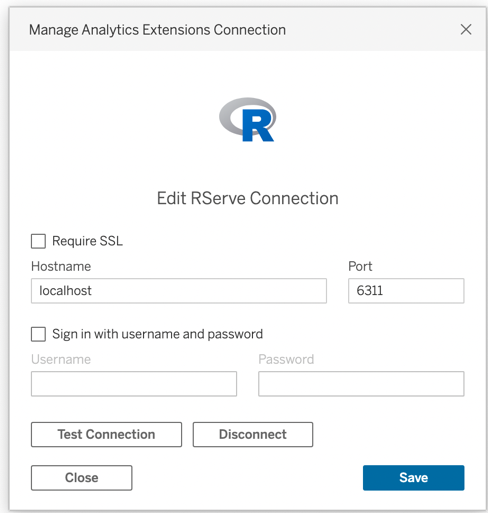 Manage Analytics Extensions Connection
R
Edit RServe Connection
Require SSL
Hostname Port
localhost 6311
Sign in with username and password
Username Password
Test Connection Disconnect
Close Save